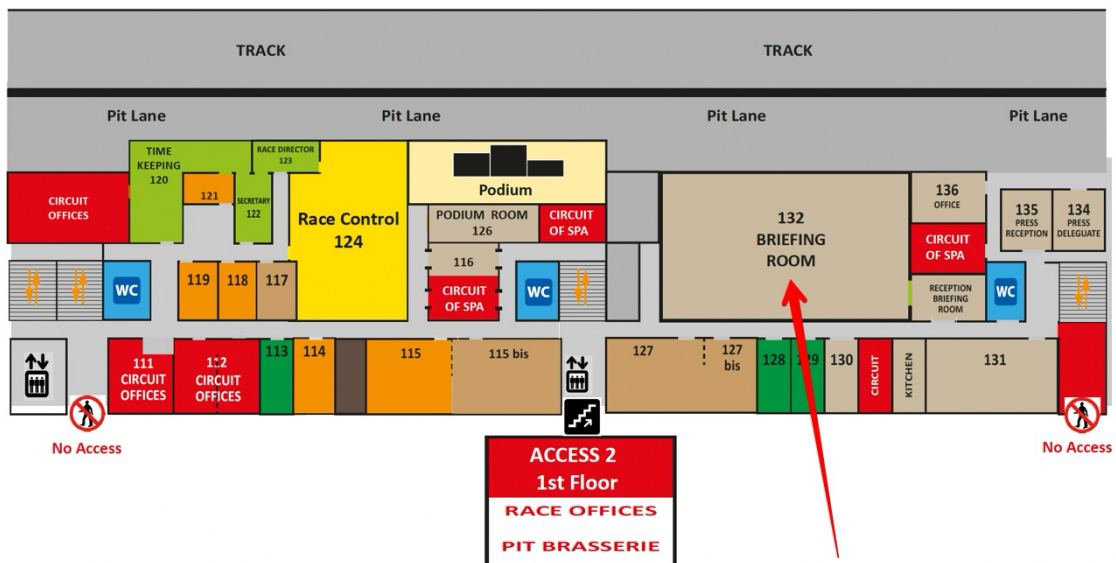 TRACK
TRACK
Pit Lane
Pit Lane
Pit Lane
Pit Lane
TIME
KEEPING
120
RACE DIRECTOR
123
121
SECRETARY
122
CIRCUIT
OFFICES
Race Control
124
Podium
PODIUM ROOM
126
CIRCUIT
OF SPA
132
BRIEFING
ROOM
136
OFFICE
CIRCUIT
OF SPA
135
PRESS
RECEPTION
134
PRESS
DELEGUATE
WC
119
118
117
116
CIRCUIT
OF SPA
WC
RECEPTION
BRIEFING
ROOM
WC
111
CIRCUIT
OFFICES
112
CIRCUIT
OFFICES
113
114
115
115 bis
127
127
bis
128
129
130
CIRCUIT
KITCHEN
131
No Access
No Access
ACCESS 2
1st Floor
RACE OFFICES
PIT BRASSERIE